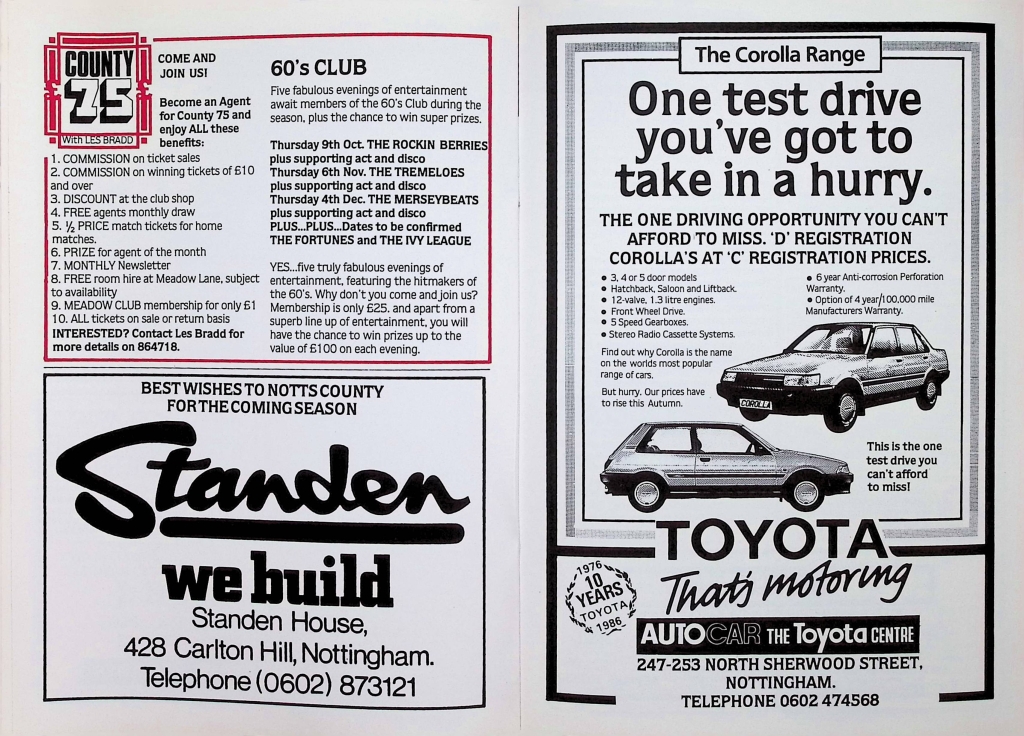 COUNTY
75
With LES BRADD
COME AND
JOIN US!
Become an Agent
for County 75 and
enjoy ALL these
benefits:
1. COMMISSION on ticket sales
2. COMMISSION on winning tickets of £10
and over
3. DISCOUNT at the club shop
4. FREE agents monthly draw
5. ½ PRICE match tickets for home
matches.
6. PRIZE for agent of the month
7. MONTHLY Newsletter
8. FREE room hire at Meadow Lane, subject
to availability
9. MEADOW CLUB membership for only £1
10. ALL tickets on sale or return basis
INTERESTED? Contact Les Bradd for
more details on 864718.
60's CLUB
Five fabulous evenings of entertainment
await members of the 60's Club during the
season, plus the chance to win super prizes.
Thursday 9th Oct. THE ROCKIN BERRIES
plus supporting act and disco
Thursday 6th Nov. THE TREMELOES
plus supporting act and disco
Thursday 4th Dec. THE MERSEYBEATS
plus supporting act and disco
PLUS...PLUS...Dates to be confirmed
THE FORTUNES and THE IVY LEAGUE
YES...five truly fabulous evenings of
entertainment, featuring the hitmakers of
the 60's. Why don't you come and join us?
Membership is only £25. and apart from a
superb line up of entertainment, you will
have the chance to win prizes up to the
value of £100 on each evening.
BEST WISHES TO NOTTS COUNTY
FOR THE COMING SEASON
Standen
we build
Standen House,
428 Carlton Hill, Nottingham.
Telephone (0602) 873121
The Corolla Range
One test drive
you've got to
take in a hurry.
THE ONE DRIVING OPPORTUNITY YOU CAN'T
AFFORD TO MISS. 'D' REGISTRATION
COROLLA'S AT 'C' REGISTRATION PRICES.
• 3, 4 or 5 door models
• Hatchback, Saloon and Liftback.
• 12-valve, 1.3 litre engines.
• Front Wheel Drive.
• 5 Speed Gearboxes.
• Stereo Radio Cassette Systems.
• 6 year Anti-corrosion Perforation
Warranty.
• Option of 4 year/100,000 mile
Manufacturers Warranty.
Find out why Corolla is the name
on the worlds most popular
range of cars.
But hurry. Our prices have
to rise this Autumn.
COROLLA
This is the one
test drive you
can't afford
to miss!
TOYOTA
That's motoring
1976
10
YEARS
TOYOTA
1986
AUTOCAR THE Toyota CENTRE
247-253 NORTH SHERWOOD STREET,
NOTTINGHAM.
TELEPHONE 0602 474568